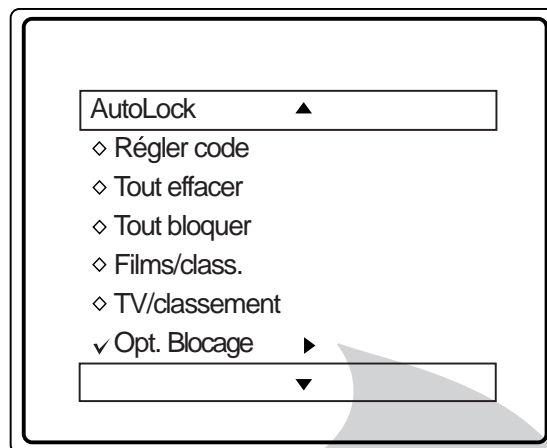 AutoLock
Régler code
Tout effacer
Tout bloquer
Films/class.
TV/classement
Opt. Blocage